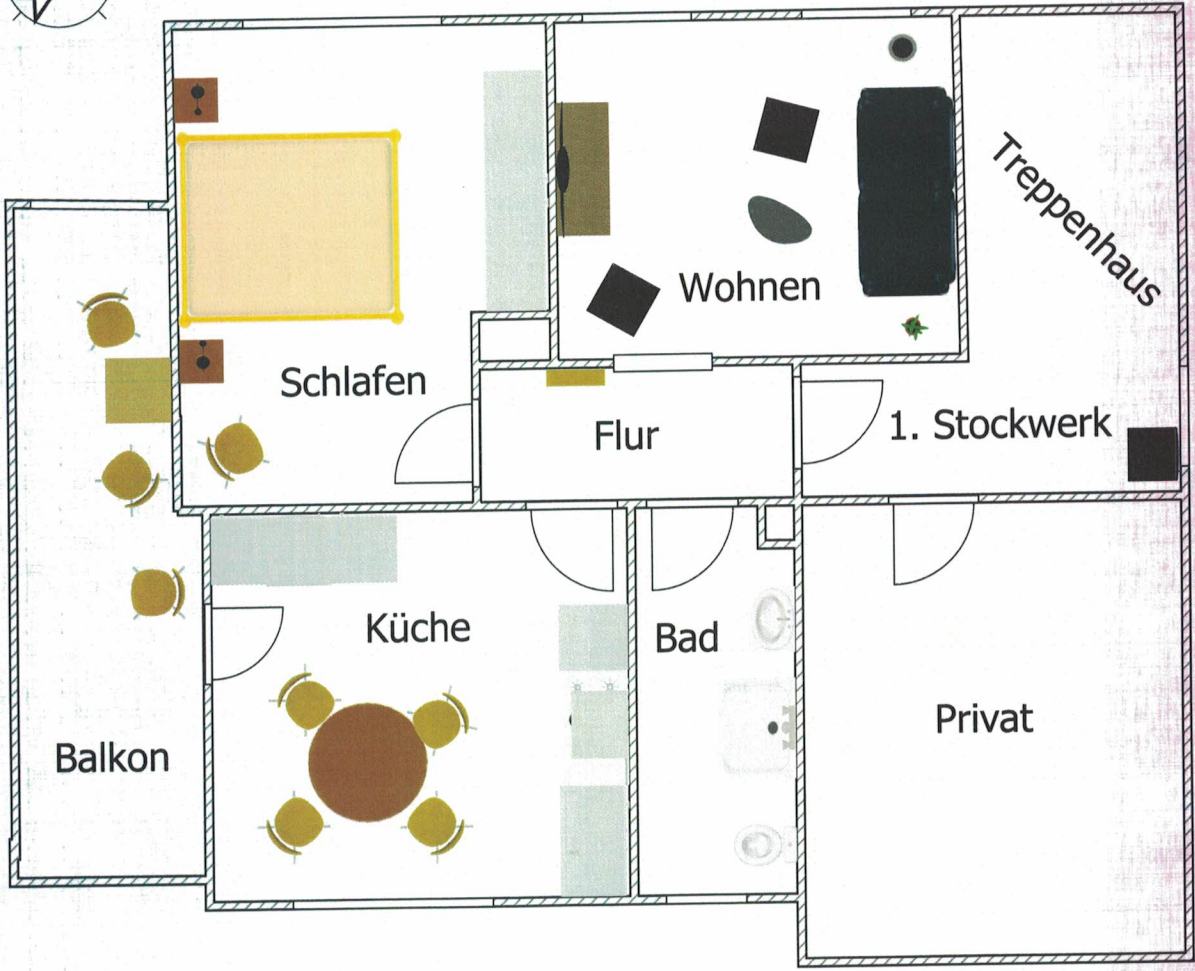 Treppenhaus
Wohnen
Schlafen
Flur
1. Stockwerk
Küche
Bad
Privat
Balkon